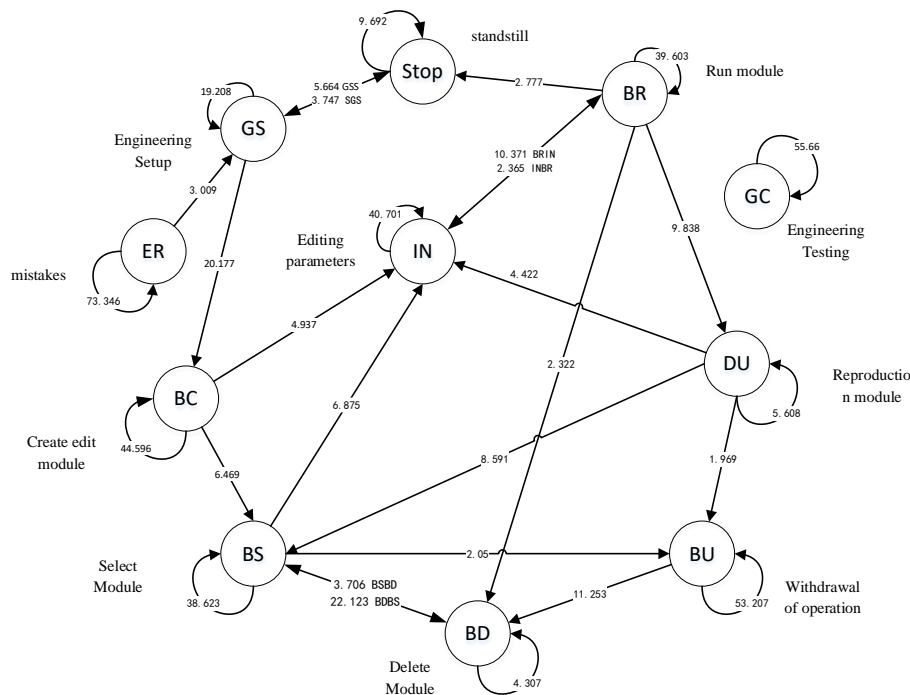 9.692
standstill
Stop
39.603
Run module
BR
2.777
5.664 GSS
3.747 SGS
19.208
GS
Engineering
Setup
10.371 BRIN
2.365 INBR
55.66
GC
Engineering
Testing
3.009
40.701
IN
Editing
parameters
ER
mistakes
73.346
20.177
9.838
4.422
4.937
2.322
DU
Reproductio
n module
5.608
BC
Create edit
module
44.596
6.875
6.469
8.591
1.969
BS
Select
Module
38.623
2.05
BU
Withdrawal
of operation
53.207
3.706 BSBD
22.123 BDBS
11.253
BD
Delete
Module
4.307